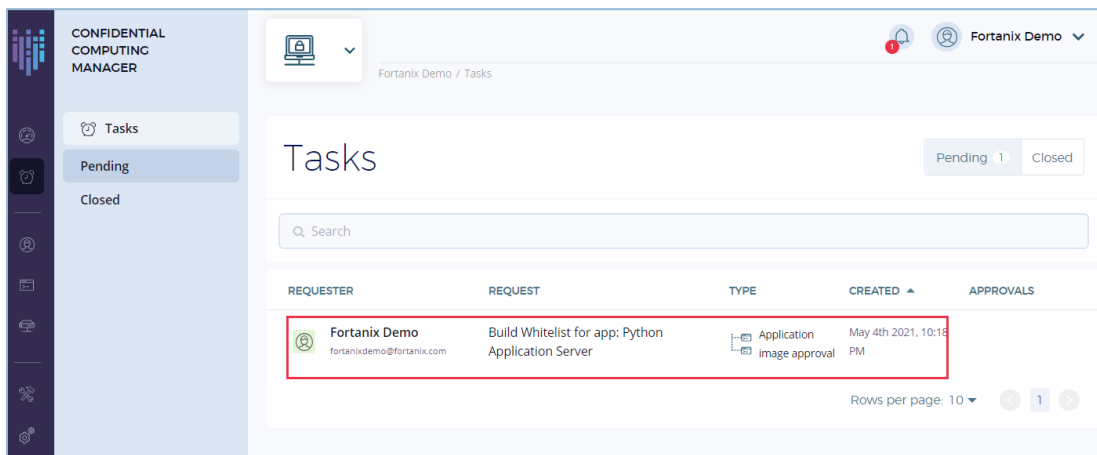 CONFIDENTIAL
COMPUTING
MANAGER
Tasks
Pending
Closed
1
Fortanix Demo
Fortanix Demo / Tasks
Tasks
Pending 1
Closed
Search
REQUESTER REQUEST TYPE CREATED APPROVALS
Fortanix Demo
fortanixdemo@fortanix.com
Build Whitelist for app: Python
Application Server
Application
image approval
May 4th 2021, 10:18
PM
Rows per page: 10
1